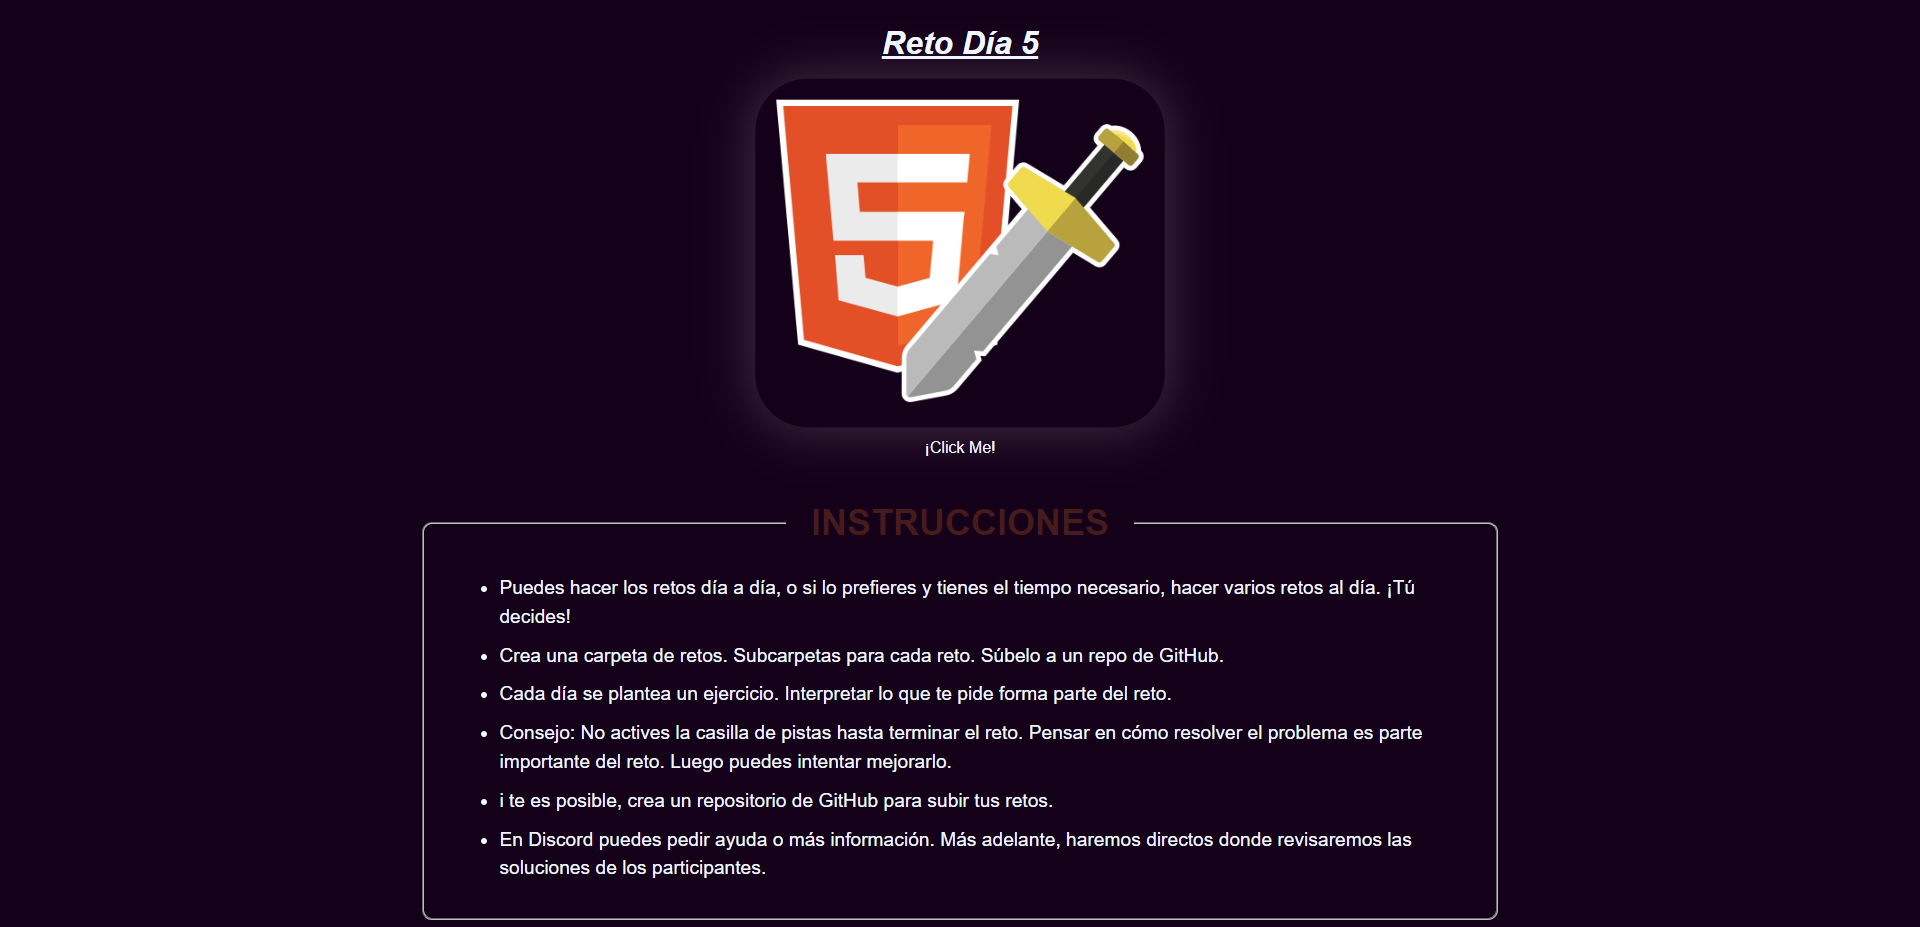 Reto Día 5
¡Click Me!
INSTRUCCIONES
Puedes hacer los retos día a día, o si lo prefieres y tienes el tiempo necesario, hacer varios retos al día. ¡Tú
decides!
Crea una carpeta de retos. Subcarpetas para cada reto. Súbelo a un repo de GitHub.
Cada día se plantea un ejercicio. Interpretar lo que te pide forma parte del reto.
Consejo: No actives la casilla de pistas hasta terminar el reto. Pensar en cómo resolver el problema es parte
importante del reto. Luego puedes intentar mejorarlo.
i te es posible, crea un repositorio de GitHub para subir tus retos.
En Discord puedes pedir ayuda o más información. Más adelante, haremos directos donde revisaremos las
soluciones de los participantes.